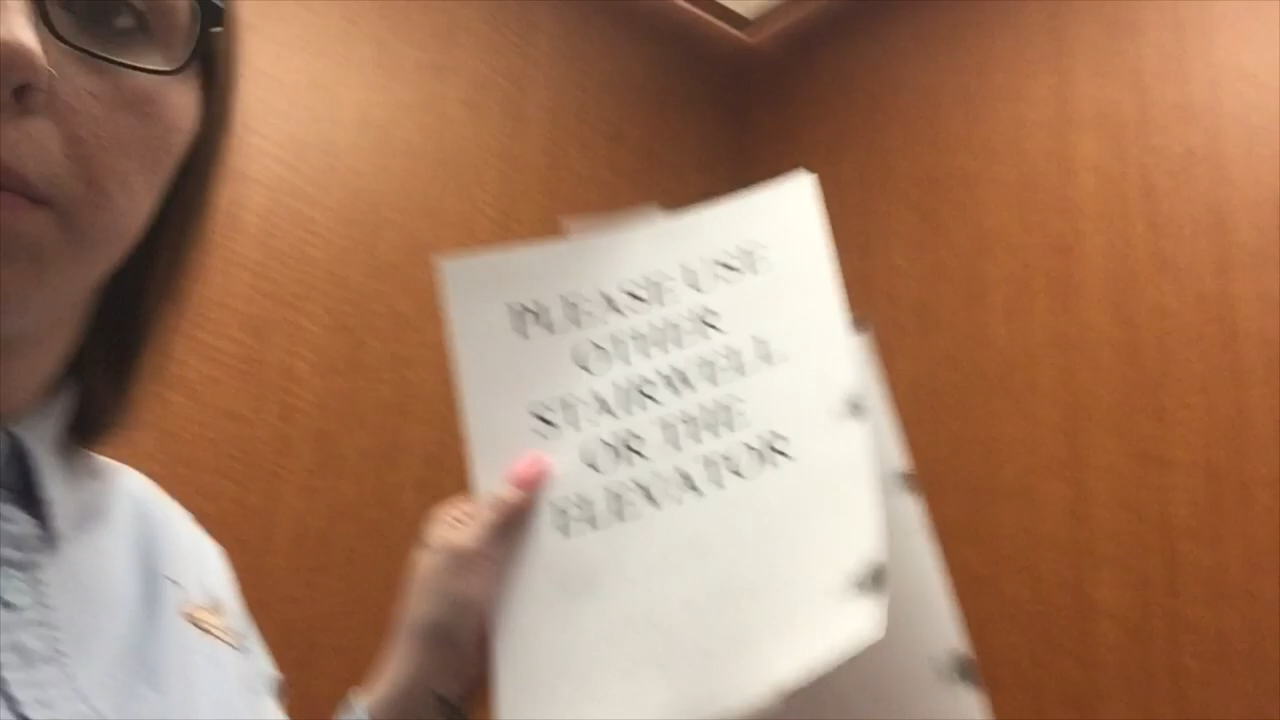 PLEASE USE
OTHER
STAIRWELL
OR THE
ELEVATOR